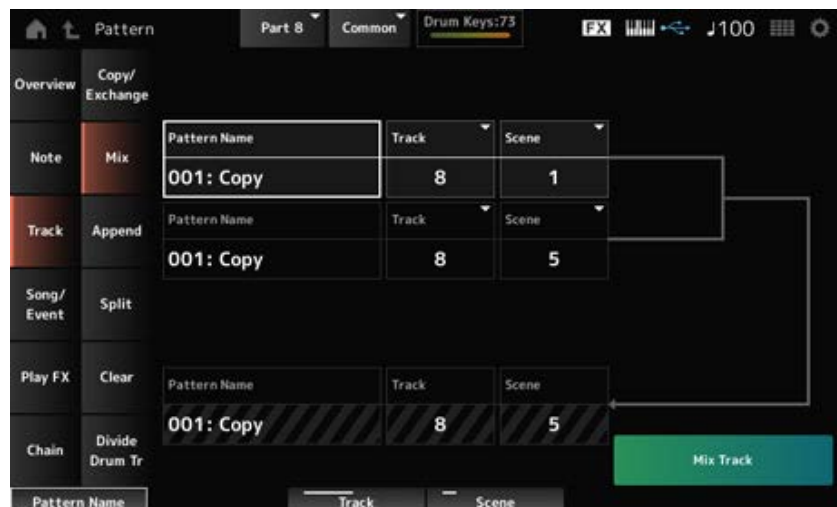 Pattern
Part 8
Common
Drum Keys:73
FX
♩100
Overview
Copy/
Exchange
Note
Mix
Track
Append
Song/
Event
Split
Play FX
Clear
Chain
Divide
Drum Tr
Pattern Name
Track
Scene
001: Copy
8
1
Pattern Name
Track
Scene
001: Copy
8
5
Pattern Name
Track
Scene
001: Copy
8
5
Mix Track
Pattern Name
Track
Scene